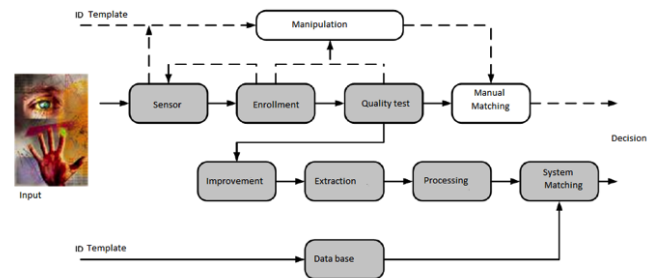 ID Template
Manipulation
Sensor
Enrollment
Quality test
Manual
Matching
Decision
Improvement
Extraction
Processing
System
Matching
Input
ID Template
Data base